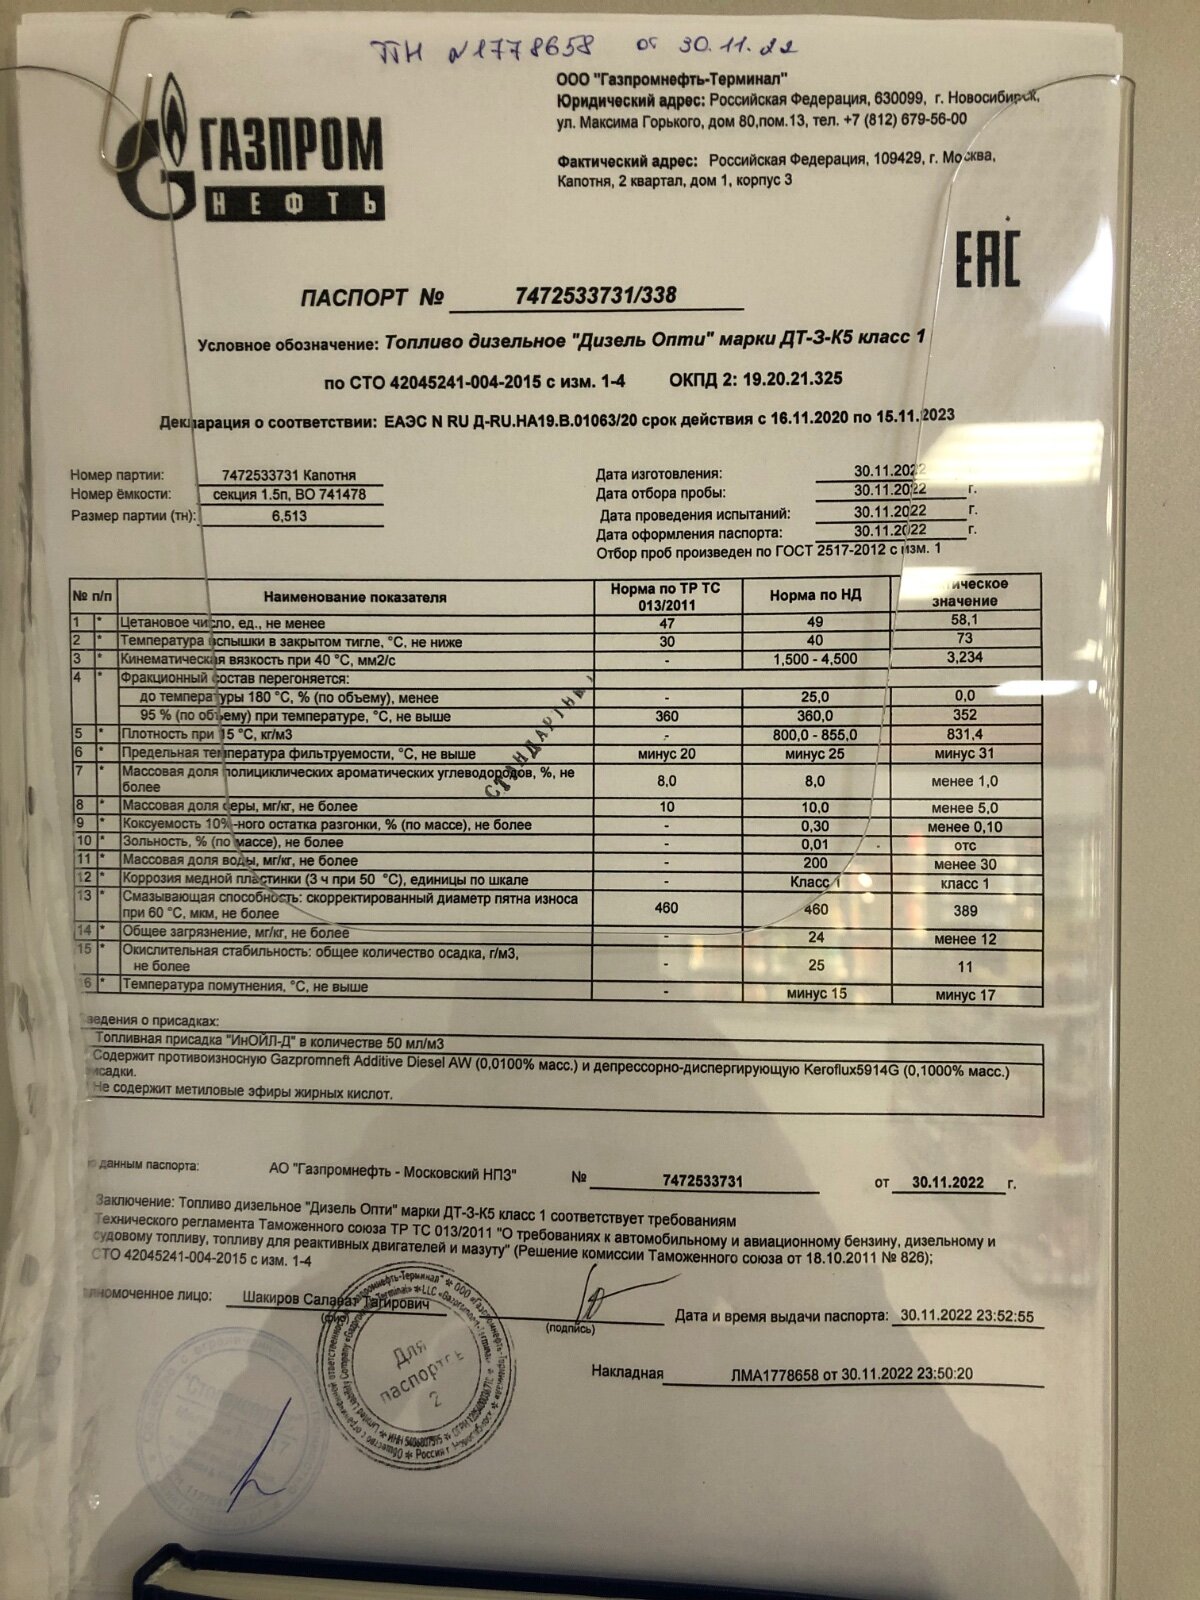 ПН №1778658 от 30.11.22
ГАЗПРОМ
НЕФТЬ
ООО "Газпромнефть-Терминал"
Юридический адрес: Российская Федерация, 630099, г. Новосибирск,
ул. Максима Горького, дом 80,пом.13, тел. +7 (812) 679-56-00
Фактический адрес: Российская Федерация, 109429, г. Москва,
Капотня, 2 квартал, дом 1, корпус 3
ЕАС
ПАСПОРТ № 7472533731/338
Условное обозначение: Топливо дизельное "Дизель Опти" марки ДТ-З-К5 класс 1
по СТО 42045241-004-2015 с изм. 1-4 ОКПД 2: 19.20.21.325
Декларация о соответствии: ЕАЭС N RU Д-RU.НА19.В.01063/20 срок действия с 16.11.2020 по 15.11.2023
Номер партии: 7472533731 Капотня
Номер ёмкости: секция 1.5п, ВО 741478
Размер партии (тн): 6,513
Дата изготовления: 30.11.2022
Дата отбора пробы: 30.11.2022 г.
Дата проведения испытаний: 30.11.2022 г.
Дата оформления паспорта: 30.11.2022 г.
Отбор проб произведен по ГОСТ 2517-2012 с изм. 1
№ п/п Наименование показателя Норма по ТР ТС 013/2011 Норма по НД значение
1 * Цетановое число, ед., не менее 47 49 58,1
2 * Температура вспышки в закрытом тигле, °С, не ниже 30 40 73
3 * Кинематическая вязкость при 40 °С, мм2/с - 1,500 - 4,500 3,234
4 * Фракционный состав перегоняется:
до температуры 180 °С, % (по объему), менее - 25,0 0,0
95 % (по объему) при температуре, °С, не выше 360 360,0 352
5 * Плотность при 15 °С, кг/м3 - 800,0 - 855,0 831,4
6 * Предельная температура фильтруемости, °С, не выше минус 20 минус 25 минус 31
7 * Массовая доля полициклических ароматических углеводородов, %, не более 8,0 8,0 менее 1,0
8 * Массовая доля серы, мг/кг, не более 10 10,0 менее 5,0
9 * Коксуемость 10%-ного остатка разгонки, % (по массе), не более - 0,30 менее 0,10
10 * Зольность, % (по массе), не более - 0,01 отс
11 * Массовая доля воды, мг/кг, не более - 200 менее 30
12 * Коррозия медной пластинки (3 ч при 50 °С), единицы по шкале - Класс 1 класс 1
13 * Смазывающая способность: скорректированный диаметр пятна износа при 60 °С, мкм, не более 460 460 389
14 * Общее загрязнение, мг/кг, не более - 24 менее 12
15 * Окислительная стабильность: общее количество осадка, г/м3, не более - 25 11
6 * Температура помутнения, °С, не выше - минус 15 минус 17
ведения о присадках:
Топливная присадка "ИнОЙЛ-Д" в количестве 50 мл/м3
Содержит противоизносную Gazpromneft Additive Diesel AW (0,0100% масс.) и депрессорно-диспергирующую Keroflux5914G (0,1000% масс.)
исадки.
Не содержит метиловые эфиры жирных кислот.
данным паспорта: АО "Газпромнефть - Московский НПЗ" № 7472533731 от 30.11.2022 г.
Заключение: Топливо дизельное "Дизель Опти" марки ДТ-З-К5 класс 1 соответствует требованиям
Технического регламента Таможенного союза ТР ТС 013/2011 "О требованиях к автомобильному и авиационному бензину, дизельному и
судовому топливу, топливу для реактивных двигателей и мазуту" (Решение комиссии Таможенного союза от 18.10.2011 № 826);
СТО 42045241-004-2015 с изм. 1-4
лномоченное лицо: Шакиров Салават Тагирович
(фио) (подпись)
Дата и время выдачи паспорта: 30.11.2022 23:52:55
Накладная ЛМА1778658 от 30.11.2022 23:50:20
Для
паспортов
2